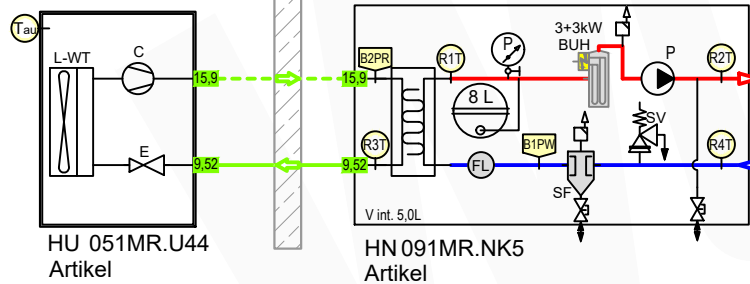 Tau
L-WT
C
E
15,9
9,52
HU 051MR.U44
Artikel
15,9
B2PR
R3T
9,52
R1T
P
8 L
3+3kW
BUH
P
R2T
SV
R4T
FL
B1PW
SF
V int. 5,0L
HN 091MR.NK5
Artikel